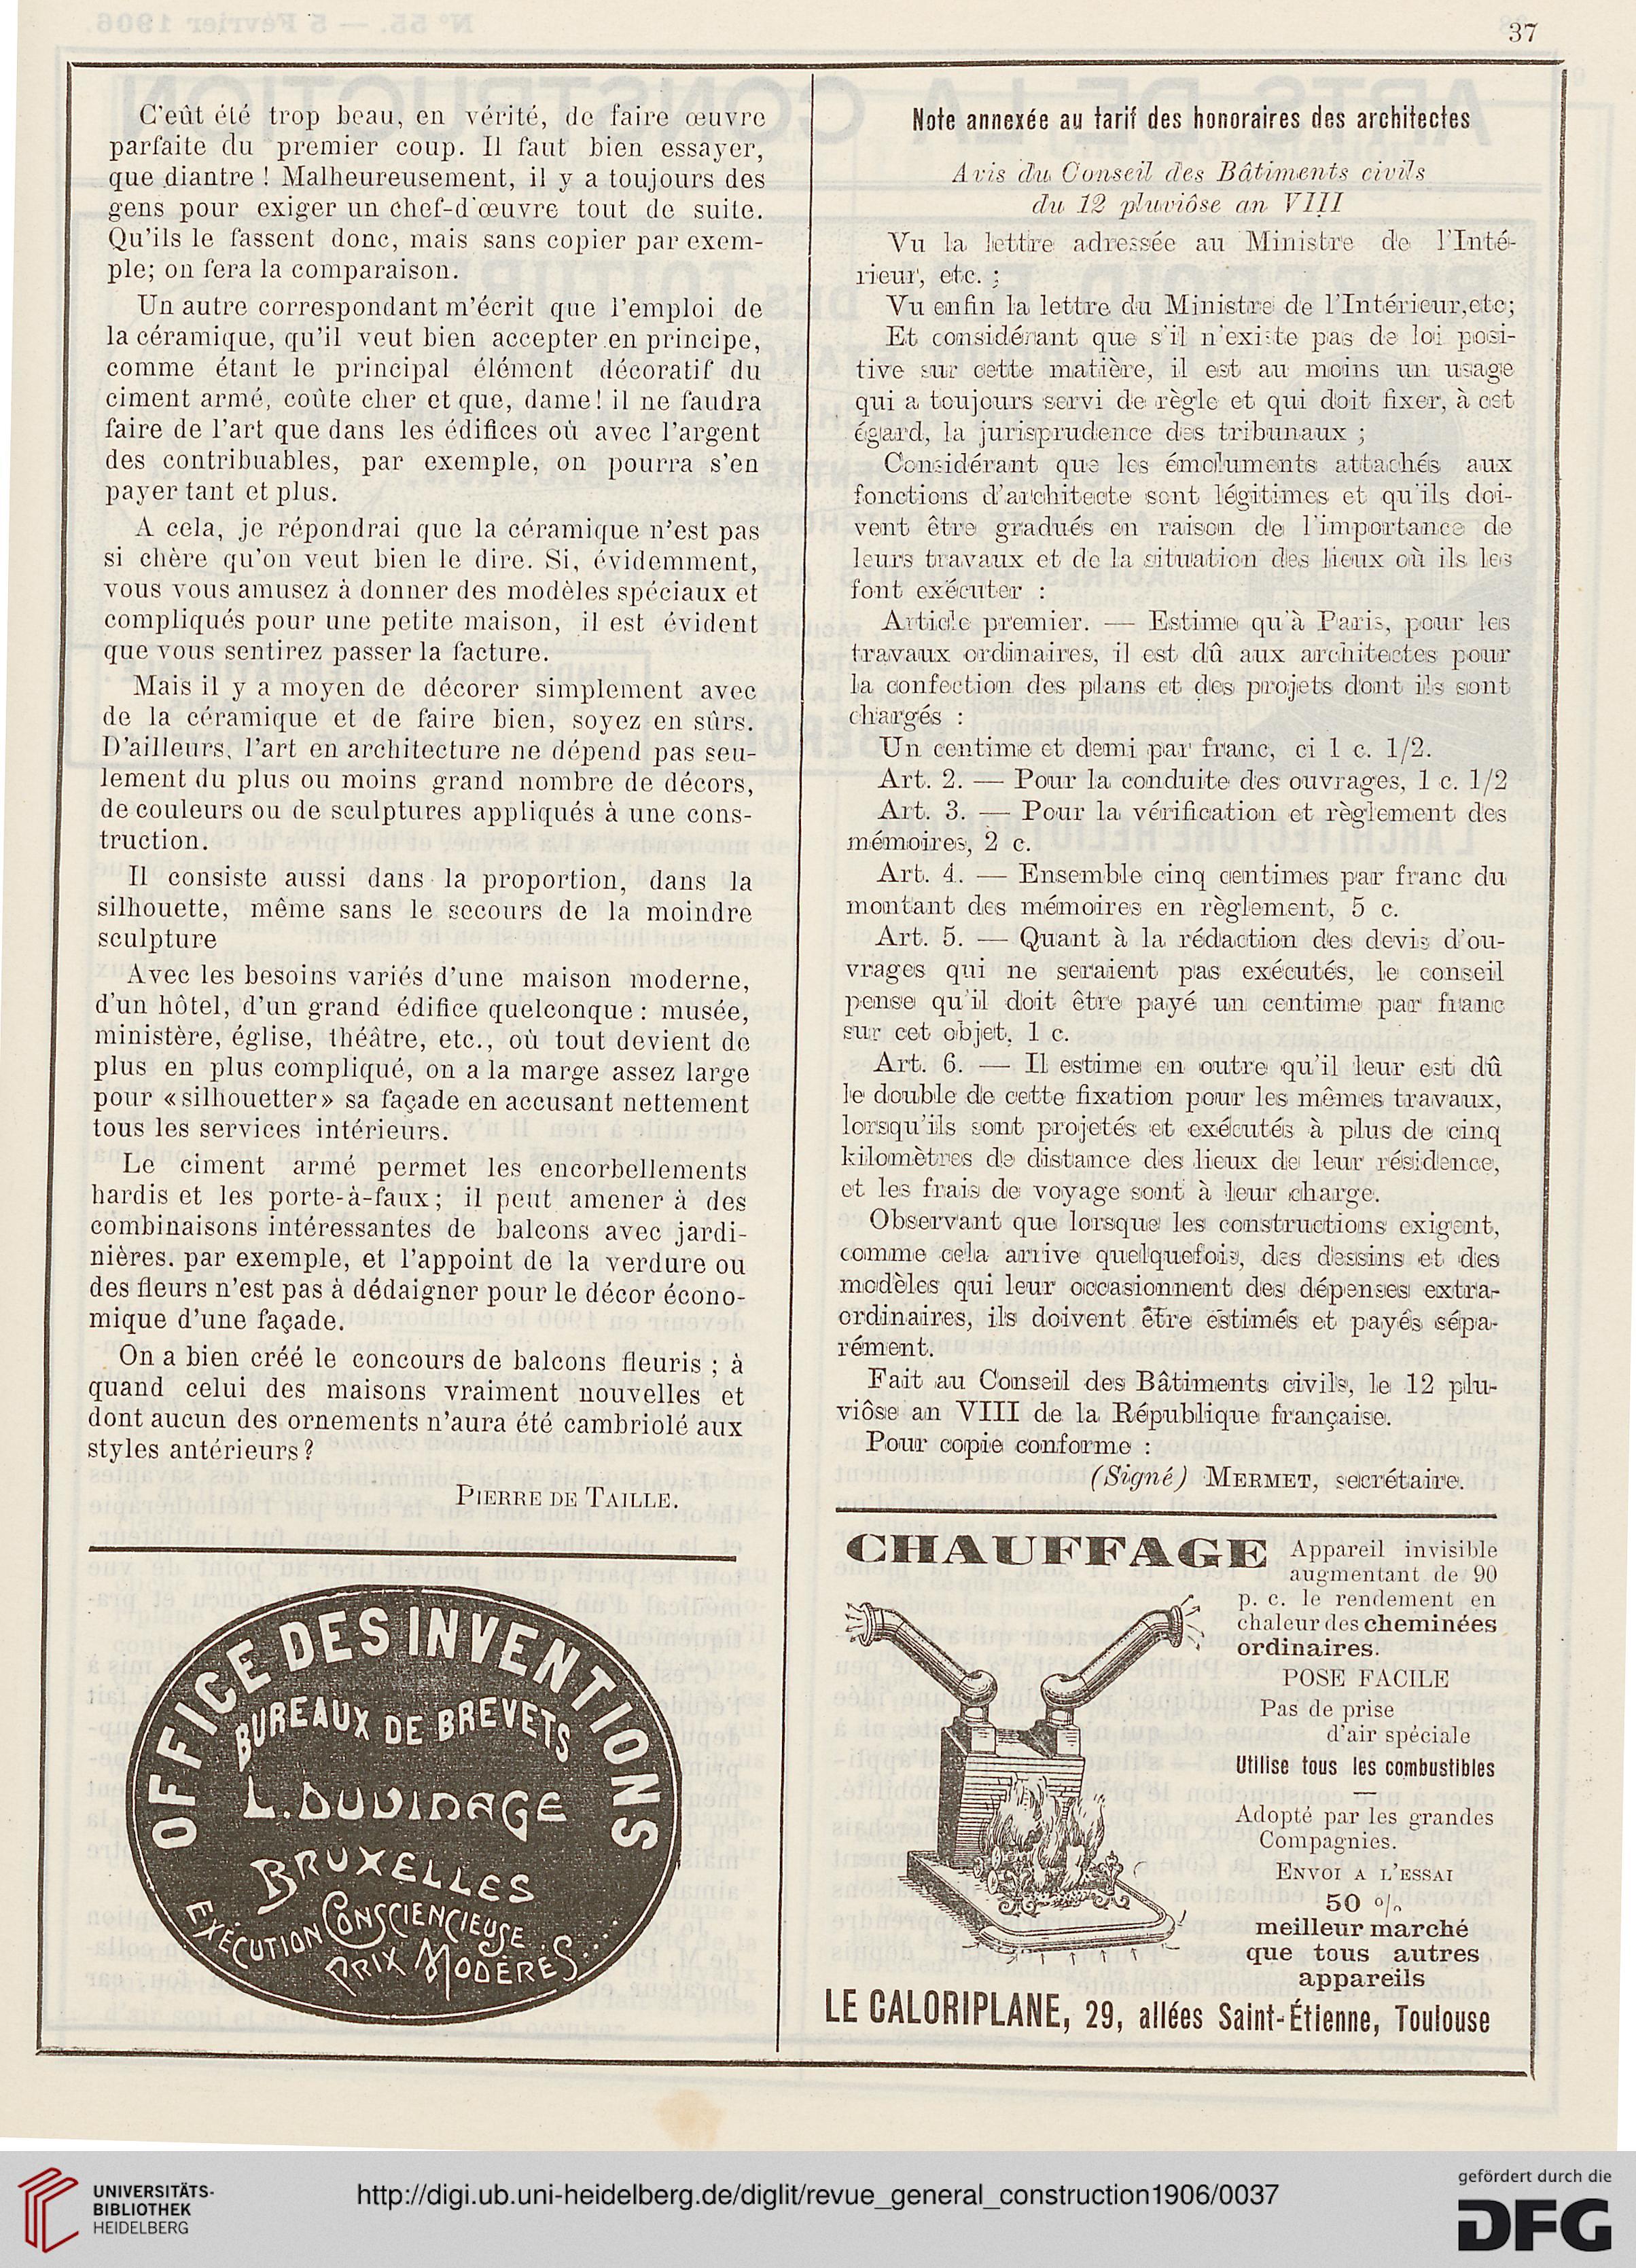 37
C'eût été trop beau, en vérité, de faire œuvre
parfaite du premier coup. Il faut bien essayer,
que diantre ! Malheureusement, il y a toujours des
gens pour exiger un chef-d'œuvre tout de suite.
Qu'ils le fassent donc, mais sans copier par exem-
ple; on fera la comparaison.
Un autre correspondant m'écrit que l'emploi de
la céramique, qu'il veut bien accepter en principe,
comme étant le principal élément décoratif du
ciment armé, coûte cher et que, dame! il ne faudra
faire de l'art que dans les édifices où avec l'argent
des contribuables, par exemple, on pourra s'en
payer tant et plus.
A cela, je répondrai que la céramique n'est pas
si chère qu'on veut bien le dire. Si, évidemment,
vous vous amusez à donner des modèles spéciaux et
compliqués pour une petite maison, il est évident
que vous sentirez passer la facture.
Mais il y a moyen de décorer simplement avec
de la céramique et de faire bien, soyez en sûrs.
D'ailleurs, l'art en architecture ne dépend pas seu-
lement du plus ou moins grand nombre de décors,
de couleurs ou de sculptures appliqués à une cons-
truction.
Il consiste aussi dans la proportion, dans la
silhouette, même sans le secours de la moindre
sculpture
Avec les besoins variés d'une maison moderne,
d'un hôtel, d'un grand édifice quelconque : musée,
ministère, église, théâtre, etc., où tout devient de
plus en plus compliqué, on a la marge assez large
pour «silhouetter» sa façade en accusant nettement
tous les services intérieurs.
Le ciment armé permet les encorbellements
hardis et les porte-à-faux; il peut amener à des
combinaisons intéressantes de balcons avec jardi-
nières. par exemple, et l'appoint de la verdure ou
des fleurs n'est pas à dédaigner pour le décor écono-
mique d'une façade.
On a bien créé le concours de balcons fleuris ; à
quand celui des maisons vraiment nouvelles et
dont aucun des ornements n'aura été cambriolé aux
styles antérieurs ?
PIERRE DE TAILLE.
OFFICE DES INVENTIONS
BUREAUX DE BREVETS
L. DUVINAGE
BRUXELLES
EXÉCUTION CONSCIENCIEUSE
PRIX MODÉRÉS
Note annexée au tarif des honoraires des architectes
Avis du Conseil des Bâtiments civils
du 12 pluviôse an VIII
Vu la lettre adressée au Ministre de l'Inté-
rieur, etc. ;
Vu enfin la lettre du Ministre de l'Intérieur,etc;
Et considérant que s'il n'existe pas de loi posi-
tive sur cette matière, il est au moins un usage
qui a toujours servi de règle et qui doit fixer, à cet
égard, la jurisprudence des tribunaux ;
Considérant que les émoluments attachés aux
fonctions d'architecte sont légitimes et qu'ils doi-
vent être gradués en raison de l'importance de
leurs travaux et de la situation des lieux où ils les
font exécuter :
Article premier. — Estime qu'à Paris, pour les
travaux ordinaires, il est dû aux architectes pour
la confection des plans et des projets dont ils sont
chargés :
Un centime et demi par franc, ci 1 c. 1/2.
Art. 2. — Pour la conduite des ouvrages, 1 c. 1/2
Art. 3. — Pour la vérification et règlement des
mémoires, 2 c.
Art. 4. — Ensemble cinq centimes par franc du
montant des mémoires en règlement, 5 c.
Art. 5. — Quant à la rédaction des devis d'ou-
vrages qui ne seraient pas exécutés, le conseil
pense qu'il doit être payé un centime par franc
sur cet objet, 1 c.
Art. 6. — Il estime en outre qu'il leur est dû
le double de cette fixation pour les mêmes travaux,
lorsqu'ils sont projetés et exécutés à plus de cinq
kilomètres de distance des lieux de leur résidence,
et les frais de voyage sont à leur charge.
Observant que lorsque les constructions exigent,
comme cela arrive quelquefois, des dessins et des
modèles qui leur occasionnent des dépenses extra-
ordinaires, ils doivent être estimés et payés sépa-
rément.
Fait au Conseil des Bâtiments civils, le 12 plu-
viôse an VIII de la République française.
Pour copie conforme :
(Signé) MERMET, secrétaire.
CHAUFFAGE Appareil invisible
augmentant de 90
p. c. le rendement en
chaleur des cheminées
ordinaires.
POSE FACILE
Pas de prise
d'air spéciale
Utilise tous les combustibles
Adopté par les grandes
Compagnies.
ENVOI A L'ESSAI
50 %
meilleur marché
que tous autres
appareils
LE CALORIPLANE, 29, allées Saint-Étienne, Toulouse
UNIVERSITÄTS-
BIBLIOTHEK
HEIDELBERG
http://digi.ub.uni-heidelberg.de/diglit/revue_general_construction1906/0037
gefördert durch die
DFG